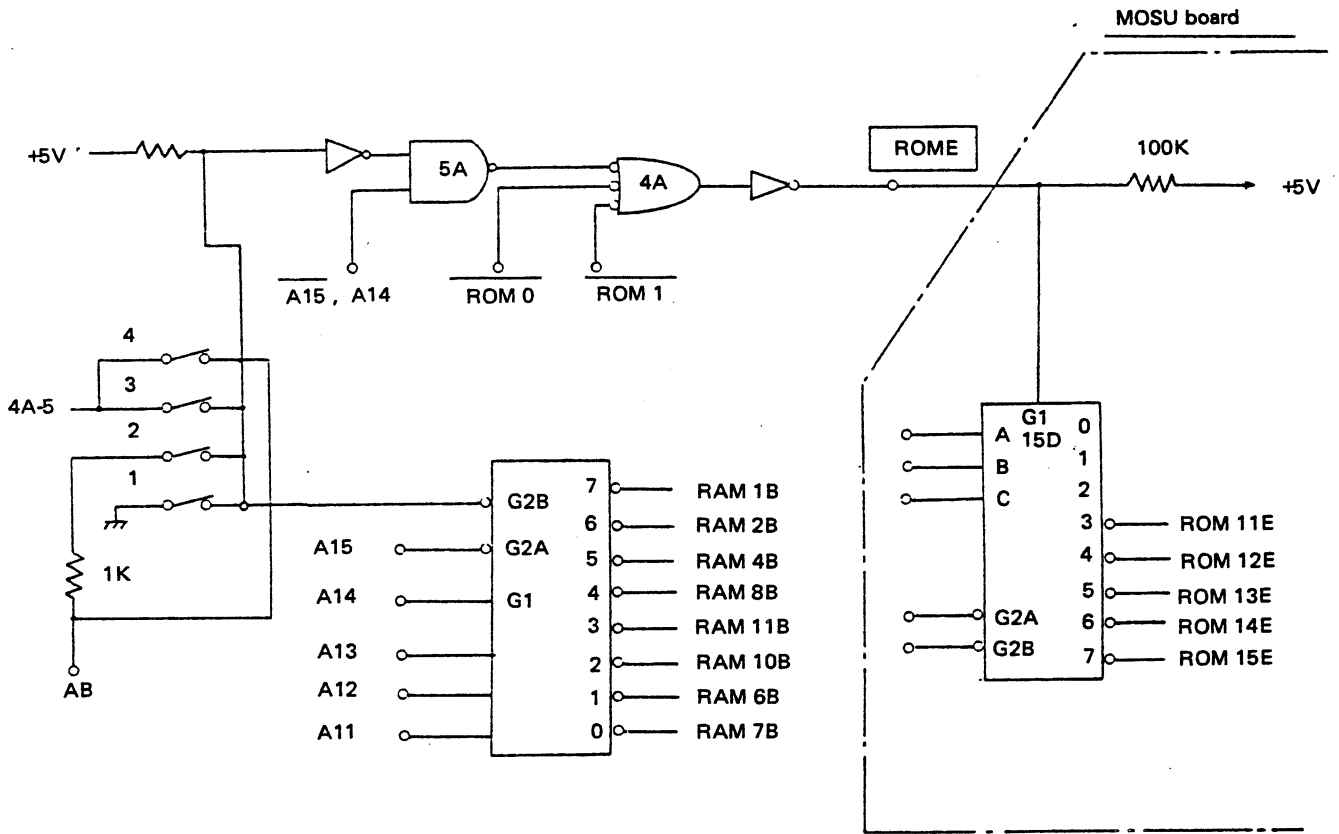 MOSU board
+5V
5A
4A
ROME
100K
+5V
A15 , A14
ROM 0
ROM 1
4
3
4A-5
2
1
1K
AB
G2B
G2A
G1
A15
A14
A13
A12
A11
7
6
5
4
3
2
1
0
RAM 1B
RAM 2B
RAM 4B
RAM 8B
RAM 11B
RAM 10B
RAM 6B
RAM 7B
G1
15D
A
B
C
G2A
G2B
0
1
2
3
4
5
6
7
ROM 11E
ROM 12E
ROM 13E
ROM 14E
ROM 15E